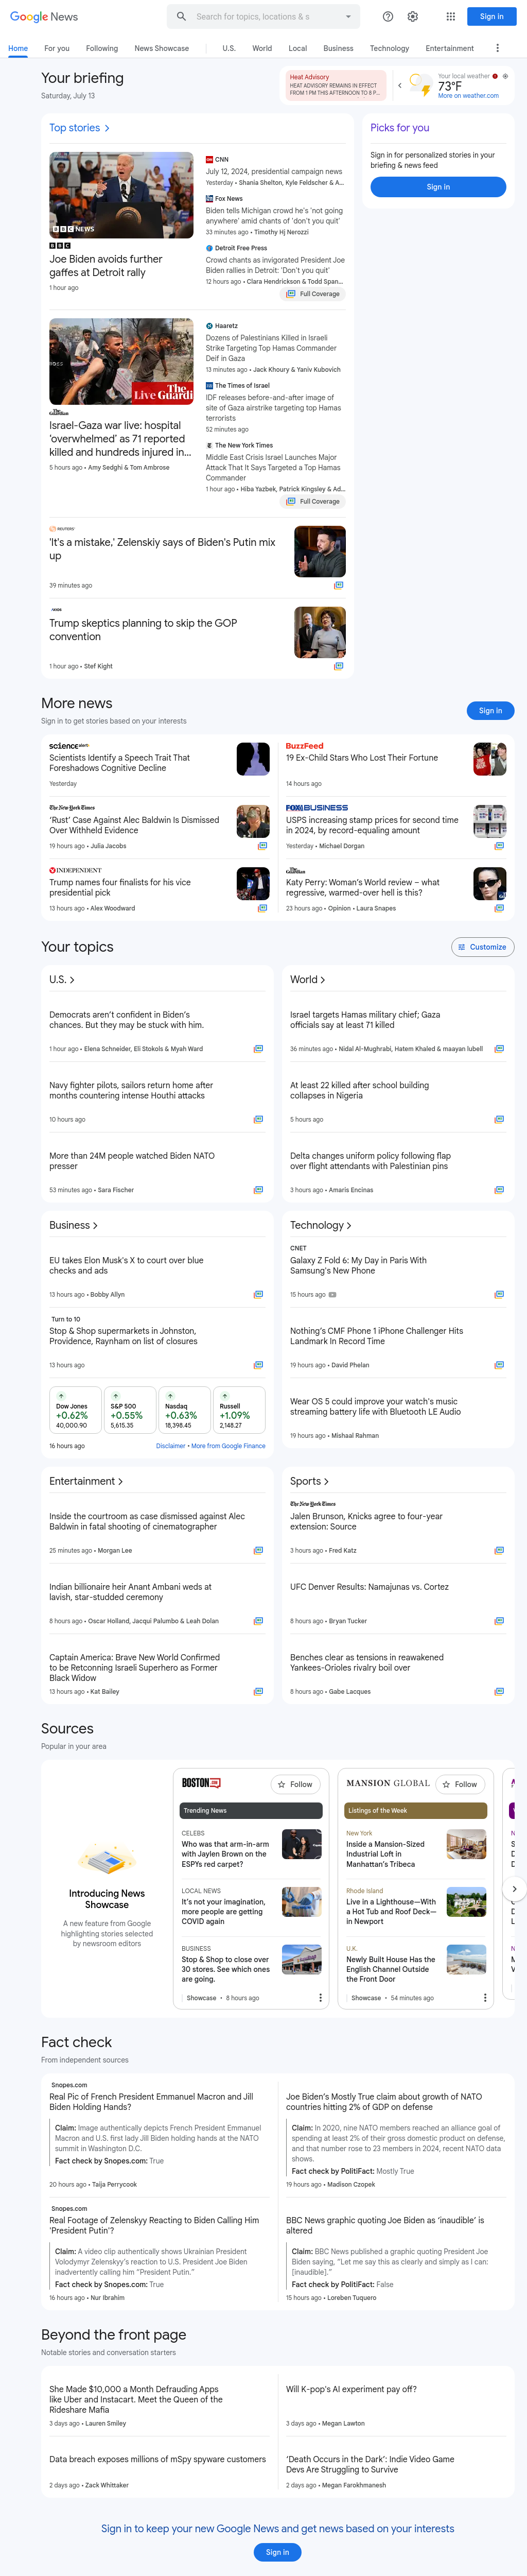 Google News
Search for topics, locations & s
Sign in
Home
For you
Following
News Showcase
U.S.
World
Local
Business
Technology
Entertainment
Your briefing
Saturday, July 13
Heat Advisory
HEAT ADVISORY REMAINS IN EFFECT
FROM 1 PM THIS AFTERNOON TO 8 P...
Your local weather
73°F
More on weather.com
Top stories
BBC NEWS
BBC
Joe Biden avoids further
gaffes at Detroit rally
1 hour ago
CNN
July 12, 2024, presidential campaign news
Yesterday • Shania Shelton, Kyle Feldscher & A...
Fox News
Biden tells Michigan crowd he's 'not going
anywhere' amid chants of 'don't you quit'
33 minutes ago • Timothy Hj Nerozzi
Detroit Free Press
Crowd chants as invigorated President Joe
Biden rallies in Detroit: 'Don't you quit'
12 hours ago • Clara Hendrickson & Todd Span...
Full Coverage
Picks for you
Sign in for personalized stories in your
briefing & news feed
Sign in
Live
The Guardi
The Guardian
Israel-Gaza war live: hospital
'overwhelmed' as 71 reported
killed and hundreds injured in...
5 hours ago • Amy Sedghi & Tom Ambrose
Haaretz
Dozens of Palestinians Killed in Israeli
Strike Targeting Top Hamas Commander
Deif in Gaza
13 minutes ago • Jack Khoury & Yaniv Kubovich
The Times of Israel
IDF releases before-and-after image of
site of Gaza airstrike targeting top Hamas
terrorists
52 minutes ago
The New York Times
Middle East Crisis Israel Launches Major
Attack That It Says Targeted a Top Hamas
Commander
1 hour ago • Hiba Yazbek, Patrick Kingsley & Ad...
Full Coverage
REUTERS
'It's a mistake,' Zelenskiy says of Biden's Putin mix
up
39 minutes ago
AXIOS
Trump skeptics planning to skip the GOP
convention
1 hour ago • Stef Kight
More news
Sign in to get stories based on your interests
Sign in
science alert
Scientists Identify a Speech Trait That
Foreshadows Cognitive Decline
Yesterday
BuzzFeed
19 Ex-Child Stars Who Lost Their Fortune
14 hours ago
The New York Times
'Rust' Case Against Alec Baldwin Is Dismissed
Over Withheld Evidence
19 hours ago • Julia Jacobs
FOX BUSINESS
USPS increasing stamp prices for second time
in 2024, by record-equaling amount
Yesterday • Michael Dorgan
INDEPENDENT
Trump names four finalists for his vice
presidential pick
13 hours ago • Alex Woodward
The Guardian
Katy Perry: Woman's World review – what
regressive, warmed-over hell is this?
23 hours ago • Opinion • Laura Snapes
Your topics
Customize
U.S.
Democrats aren't confident in Biden's
chances. But they may be stuck with him.
1 hour ago • Elena Schneider, Eli Stokols & Myah Ward
Navy fighter pilots, sailors return home after
months countering intense Houthi attacks
10 hours ago
More than 24M people watched Biden NATO
presser
53 minutes ago • Sara Fischer
World
Israel targets Hamas military chief; Gaza
officials say at least 71 killed
36 minutes ago • Nidal Al-Mughrabi, Hatem Khaled & maayan lubell
At least 22 killed after school building
collapses in Nigeria
5 hours ago
Delta changes uniform policy following flap
over flight attendants with Palestinian pins
3 hours ago • Amaris Encinas
Business
EU takes Elon Musk's X to court over blue
checks and ads
13 hours ago • Bobby Allyn
Turn to 10
Stop & Shop supermarkets in Johnston,
Providence, Raynham on list of closures
13 hours ago
Dow Jones
+0.62%
40,000.90
S&P 500
+0.55%
5,615.35
Nasdaq
+0.63%
18,398.45
Russell
+1.09%
2,148.27
16 hours ago
Disclaimer • More from Google Finance
Technology
CNET
Galaxy Z Fold 6: My Day in Paris With
Samsung's New Phone
15 hours ago
Nothing's CMF Phone 1 iPhone Challenger Hits
Landmark In Record Time
19 hours ago • David Phelan
Wear OS 5 could improve your watch's music
streaming battery life with Bluetooth LE Audio
19 hours ago • Mishaal Rahman
Entertainment
Inside the courtroom as case dismissed against Alec
Baldwin in fatal shooting of cinematographer
25 minutes ago • Morgan Lee
Indian billionaire heir Anant Ambani weds at
lavish, star-studded ceremony
8 hours ago • Oscar Holland, Jacqui Palumbo & Leah Dolan
Captain America: Brave New World Confirmed
to be Retconning Israeli Superhero as Former
Black Widow
13 hours ago • Kat Bailey
Sports
The New York Times
Jalen Brunson, Knicks agree to four-year
extension: Source
3 hours ago • Fred Katz
UFC Denver Results: Namajunas vs. Cortez
8 hours ago • Bryan Tucker
Benches clear as tensions in reawakened
Yankees-Orioles rivalry boil over
8 hours ago • Gabe Lacques
Sources
Popular in your area
Introducing News
Showcase
A new feature from Google
highlighting stories selected
by newsroom editors
BOSTON.COM
Follow
Trending News
CELEBS
Who was that arm-in-arm
with Jaylen Brown on the
ESPYs red carpet?
LOCAL NEWS
It's not your imagination,
more people are getting
COVID again
BUSINESS
Stop & Shop to close over
30 stores. See which ones
are going.
Showcase • 8 hours ago
MANSION GLOBAL
Follow
Listings of the Week
New York
Inside a Mansion-Sized
Industrial Loft in
Manhattan's Tribeca
Rhode Island
Live in a Lighthouse—With
a Hot Tub and Roof Deck—
in Newport
U.K.
Newly Built House Has the
English Channel Outside
the Front Door
Showcase • 54 minutes ago
Fact check
From independent sources
Snopes.com
Real Pic of French President Emmanuel Macron and Jill
Biden Holding Hands?
Claim: Image authentically depicts French President Emmanuel
Macron and U.S. first lady Jill Biden holding hands at the NATO
summit in Washington D.C.
Fact check by Snopes.com: True
20 hours ago • Taija Perrycook
Joe Biden's Mostly True claim about growth of NATO
countries hitting 2% of GDP on defense
Claim: In 2020, nine NATO members reached an alliance goal of
spending at least 2% of their gross domestic product on defense,
and that number rose to 23 members in 2024, recent NATO data
shows.
Fact check by PolitiFact: Mostly True
19 hours ago • Madison Czopek
Snopes.com
Real Footage of Zelenskyy Reacting to Biden Calling Him
'President Putin'?
Claim: A video clip authentically shows Ukrainian President
Volodymyr Zelenskyy's reaction to U.S. President Joe Biden
inadvertently calling him "President Putin."
Fact check by Snopes.com: True
16 hours ago • Nur Ibrahim
BBC News graphic quoting Joe Biden as 'inaudible' is
altered
Claim: BBC News published a graphic quoting President Joe
Biden saying, "Let me say this as clearly and simply as I can:
[inaudible]."
Fact check by PolitiFact: False
15 hours ago • Loreben Tuquero
Beyond the front page
Notable stories and conversation starters
She Made $10,000 a Month Defrauding Apps
like Uber and Instacart. Meet the Queen of the
Rideshare Mafia
3 days ago • Lauren Smiley
Will K-pop's AI experiment pay off?
3 days ago • Megan Lawton
Data breach exposes millions of mSpy spyware customers
2 days ago • Zack Whittaker
'Death Occurs in the Dark': Indie Video Game
Devs Are Struggling to Survive
2 days ago • Megan Farokhmanesh
Sign in to keep your new Google News and get news based on your interests
Sign in